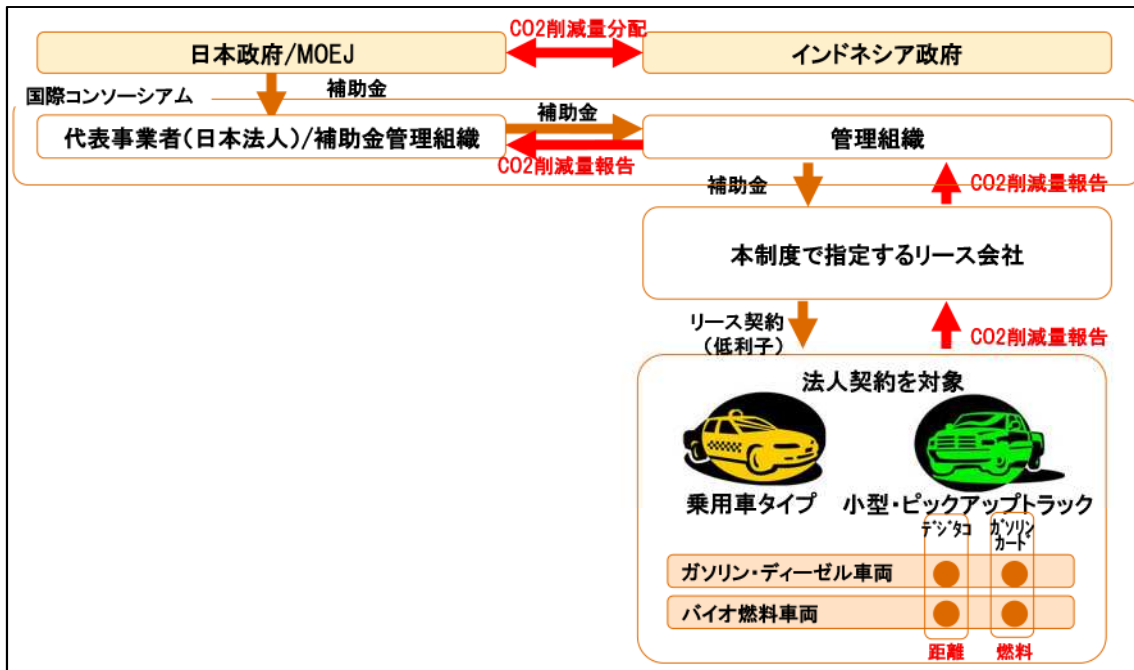 CO2削減量分配
日本政府/MOEJ
インドネシア政府
補助金
国際コンソーシアム
補助金
代表事業者(日本法人)/補助金管理組織
管理組織
CO2削減量報告
補助金
CO2削減量報告
本制度で指定するリース会社
リース契約
(低利子)
CO2削減量報告
法人契約を対象
乗用車タイプ
小型・ピックアップトラック
デジタコ
ガソリン
カード
ガソリン・ディーゼル車両
バイオ燃料車両
距離
燃料